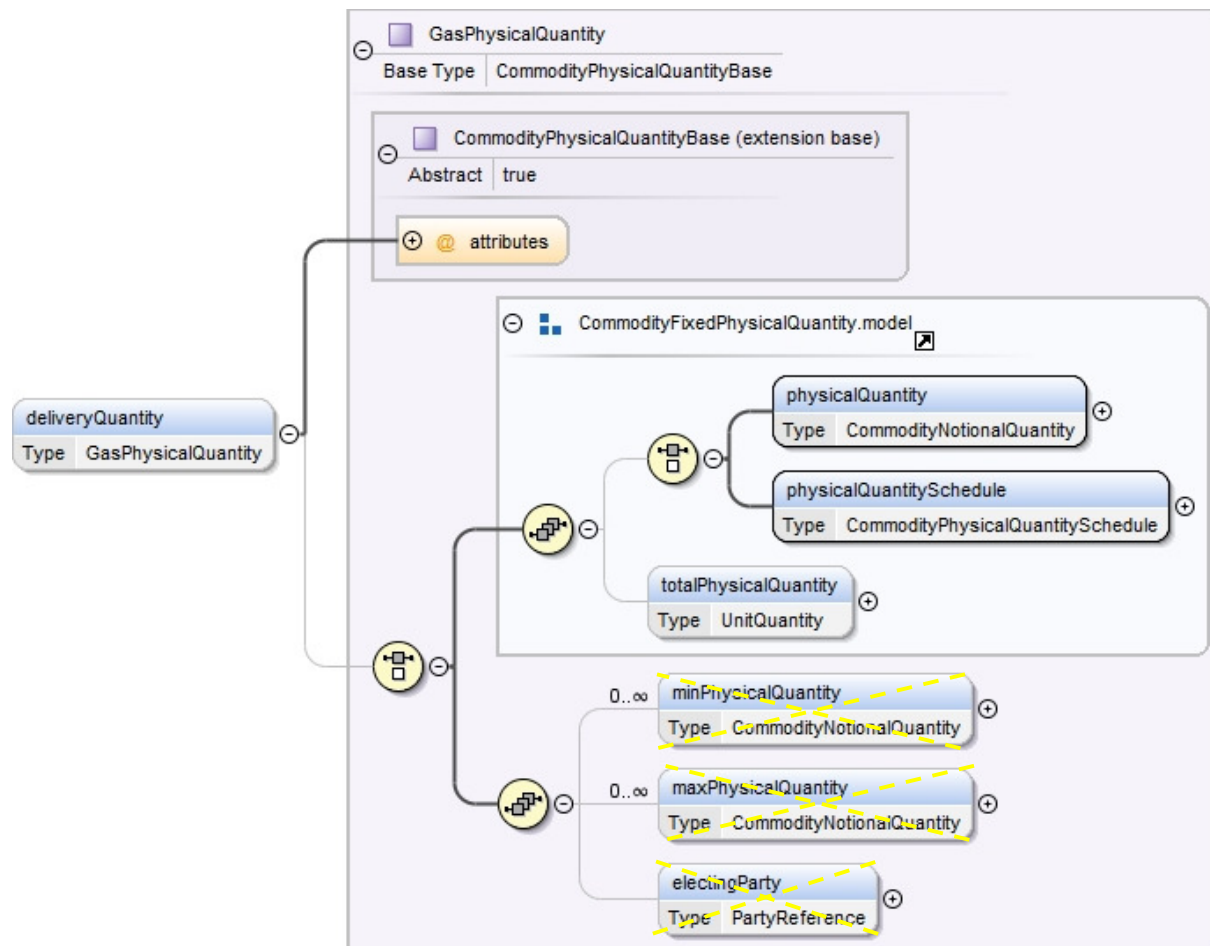 GasPhysicalQuantity
Base Type CommodityPhysicalQuantityBase
CommodityPhysicalQuantityBase (extension base)
Abstract true
@ attributes
CommodityFixedPhysicalQuantity.model
deliveryQuantity
Type GasPhysicalQuantity
physicalQuantity
Type CommodityNotionalQuantity
physicalQuantitySchedule
Type CommodityPhysicalQuantitySchedule
totalPhysicalQuantity
Type UnitQuantity
0..∞ minPhysicalQuantity
Type CommodityNotionalQuantity
0..∞ maxPhysicalQuantity
Type CommodityNotionalQuantity
electingParty
Type PartyReference